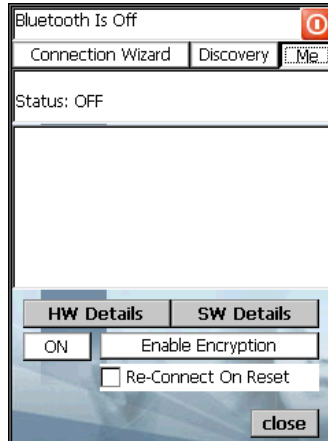 Bluetooth Is Off
Connection Wizard Discovery Me
Status: OFF
HW Details SW Details
ON Enable Encryption
Re-Connect On Reset
close